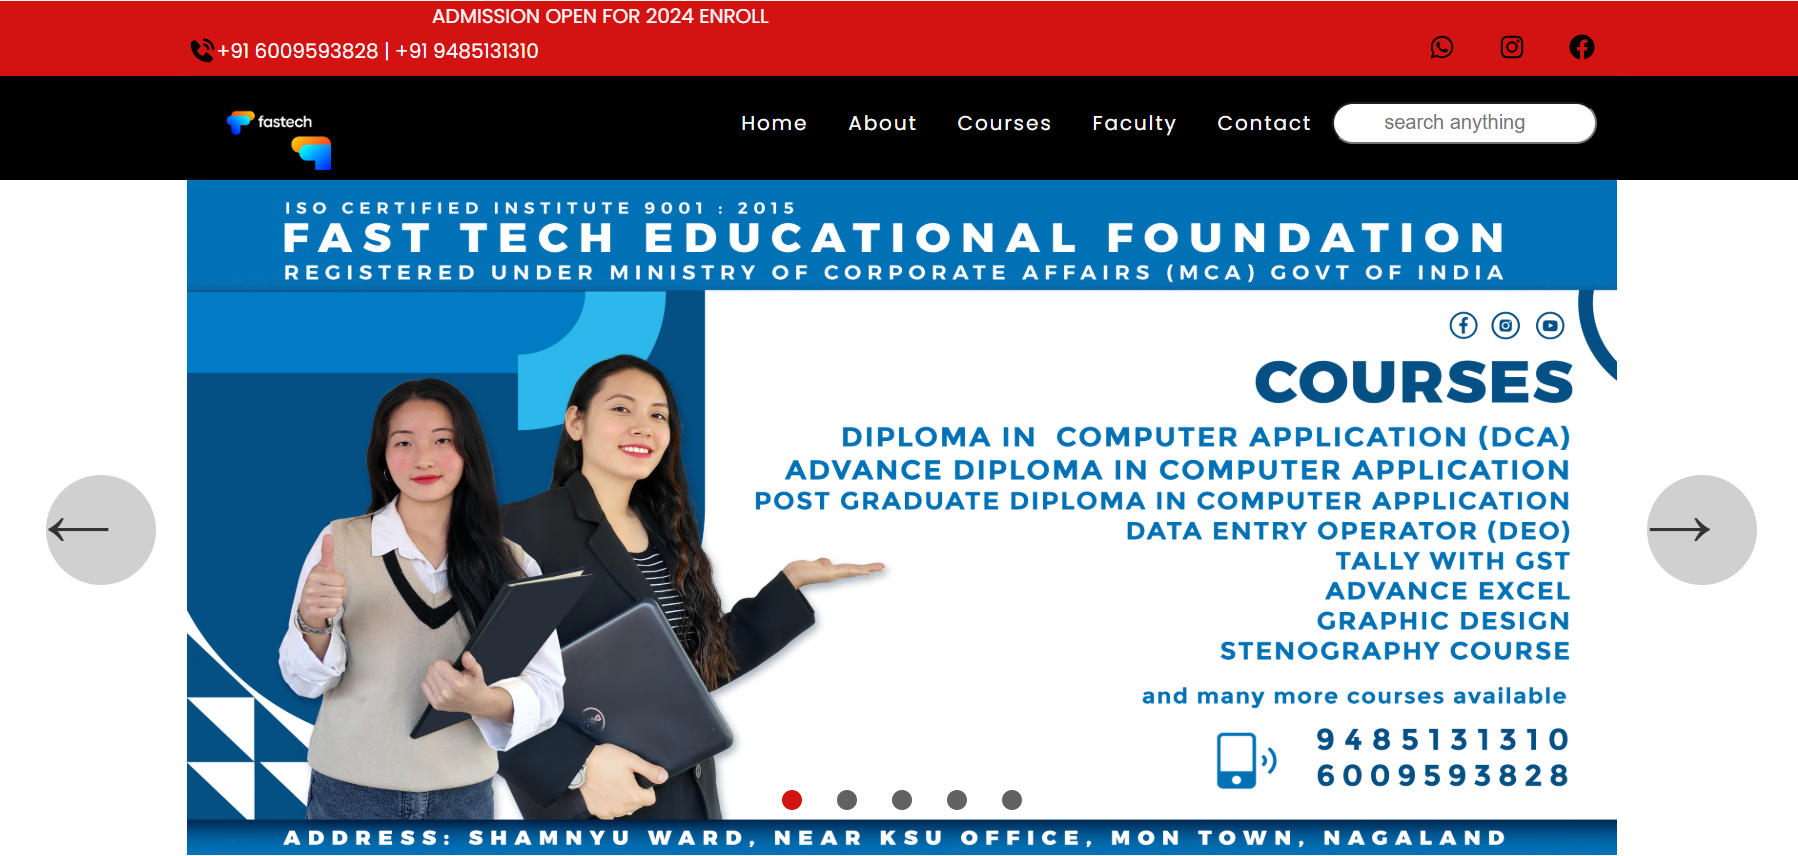 ADMISSION OPEN FOR 2024 ENROLL
+91 6009593828 | +91 9485131310
fastech
Home About Courses Faculty Contact search anything
ISO CERTIFIED INSTITUTE 9001 : 2015
FAST TECH EDUCATIONAL FOUNDATION
REGISTERED UNDER MINISTRY OF CORPORATE AFFAIRS (MCA) GOVT OF INDIA
COURSES
DIPLOMA IN COMPUTER APPLICATION (DCA)
ADVANCE DIPLOMA IN COMPUTER APPLICATION
POST GRADUATE DIPLOMA IN COMPUTER APPLICATION
DATA ENTRY OPERATOR (DEO)
TALLY WITH GST
ADVANCE EXCEL
GRAPHIC DESIGN
STENOGRAPHY COURSE
and many more courses available
9485131310
6009593828
ADDRESS: SHAMNYU WARD, NEAR KSU OFFICE, MON TOWN, NAGALAND